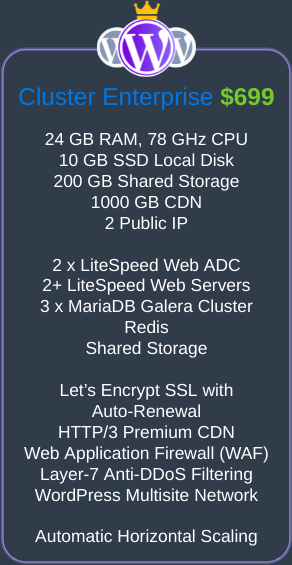 Cluster Enterprise $699
24 GB RAM, 78 GHz CPU
10 GB SSD Local Disk
200 GB Shared Storage
1000 GB CDN
2 Public IP
2 x LiteSpeed Web ADC
2+ LiteSpeed Web Servers
3 x MariaDB Galera Cluster
Redis
Shared Storage
Let’s Encrypt SSL with
Auto-Renewal
HTTP/3 Premium CDN
Web Application Firewall (WAF)
Layer-7 Anti-DDoS Filtering
WordPress Multisite Network
Automatic Horizontal Scaling